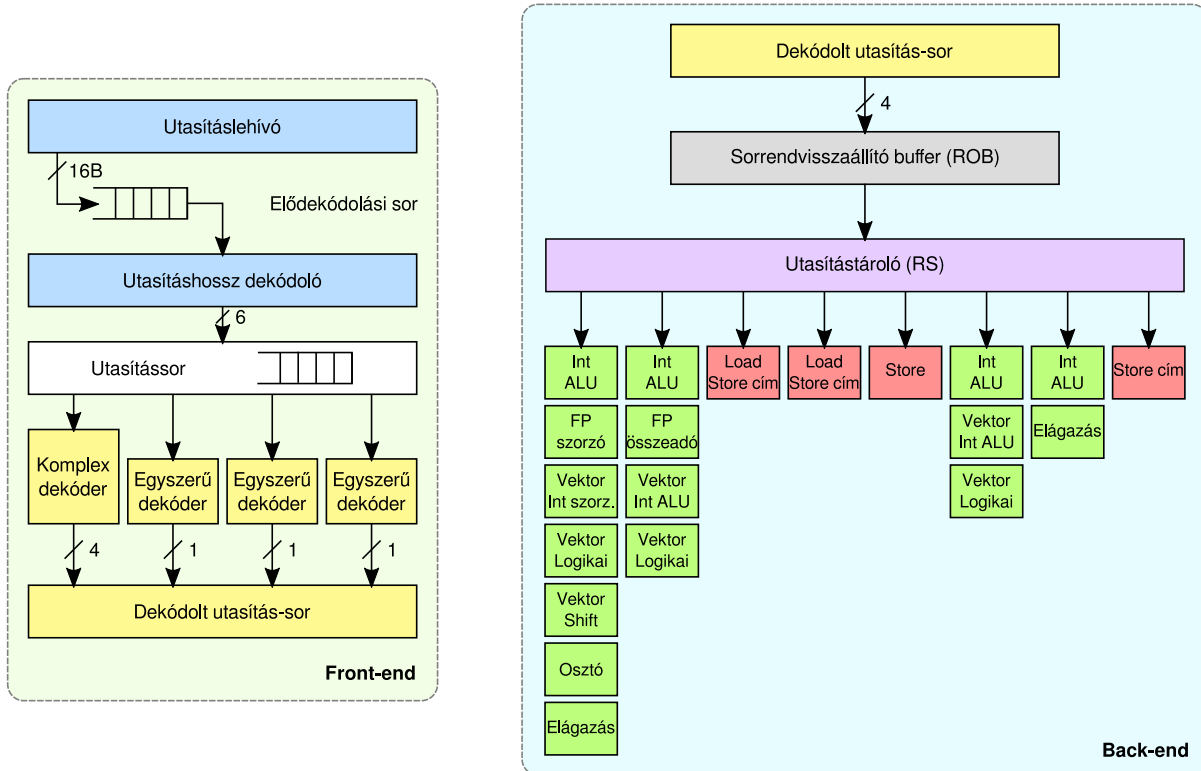 Utasításlehívó
16B
Elődekódolási sor
Utasításhossz dekódoló
6
Utasítássor
Komplex
dekóder
Egyszerű
dekóder
Egyszerű
dekóder
Egyszerű
dekóder
4
1
1
1
Dekódolt utasítás-sor
Front-end
Dekódolt utasítás-sor
4
Sorrendvisszaállító buffer (ROB)
Utasítástároló (RS)
Int
ALU
FP
szorzó
Vektor
Int szorz.
Vektor
Logikai
Vektor
Shift
Osztó
Elágazás
Int
ALU
FP
összeadó
Vektor
Int ALU
Vektor
Logikai
Load
Store cím
Load
Store cím
Store
Int
ALU
Vektor
Int ALU
Vektor
Logikai
Int
ALU
Elágazás
Store cím
Back-end